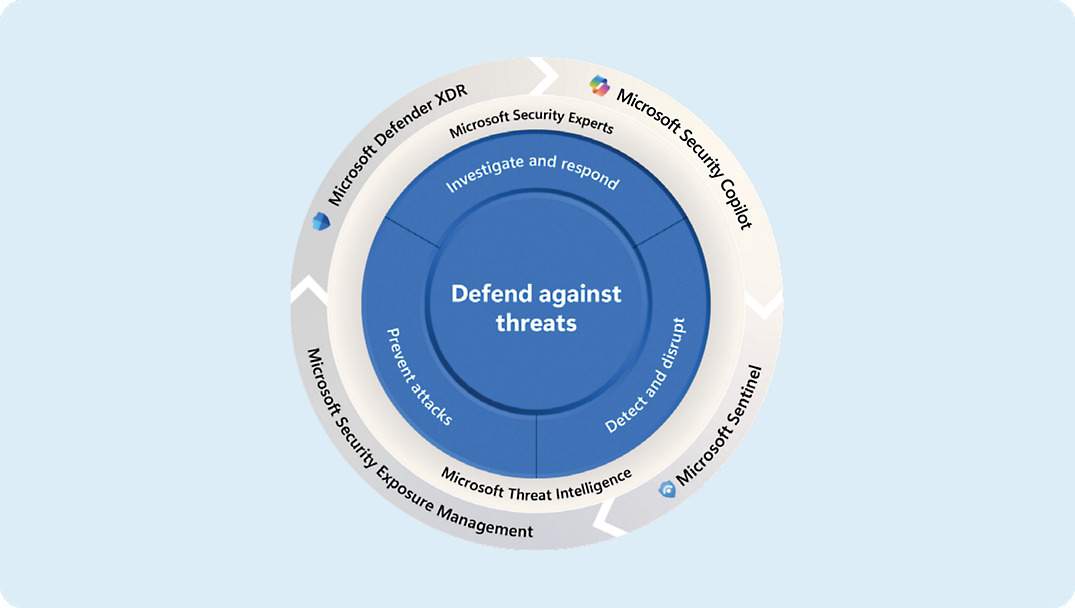 Microsoft Defender XDR
Microsoft Security Copilot
Microsoft Security Experts
Investigate and respond
Defend against
threats
Prevent attacks
Detect and disrupt
Microsoft Sentinel
Microsoft Threat Intelligence
Microsoft Security Exposure Management